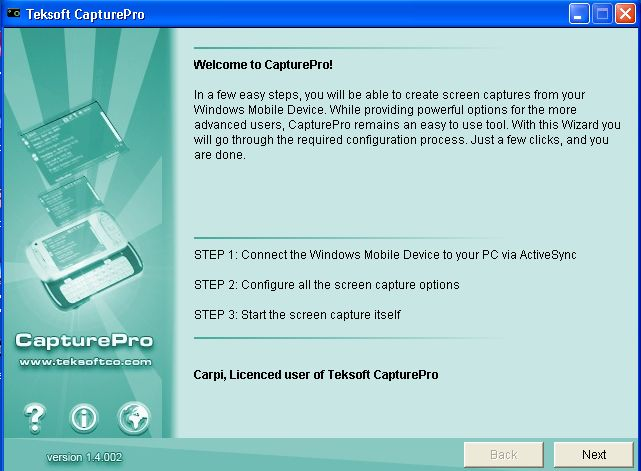 Teksoft CapturePro
Welcome to CapturePro!
In a few easy steps, you will be able to create screen captures from your
Windows Mobile Device. While providing powerful options for the more
advanced users, CapturePro remains an easy to use tool. With this Wizard you
will go through the required configuration process. Just a few clicks, and you
are done.
STEP 1: Connect the Windows Mobile Device to your PC via ActiveSync
STEP 2: Configure all the screen capture options
STEP 3: Start the screen capture itself
CapturePro
www.teksoftco.com
Carpi, Licenced user of Teksoft CapturePro
version 1.4.002
Back
Next